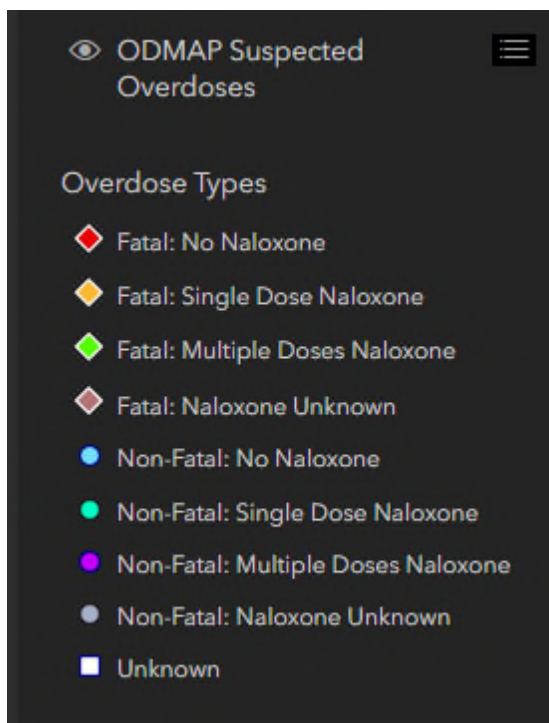 ODMAP Suspected
Overdoses
Overdose Types
Fatal: No Naloxone
Fatal: Single Dose Naloxone
Fatal: Multiple Doses Naloxone
Fatal: Naloxone Unknown
Non-Fatal: No Naloxone
Non-Fatal: Single Dose Naloxone
Non-Fatal: Multiple Doses Naloxone
Non-Fatal: Naloxone Unknown
Unknown